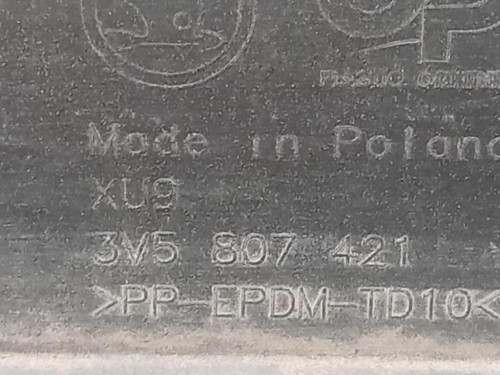 Made in Poland
XU9
3V5 807 421
>PP-EPDM-TD10<